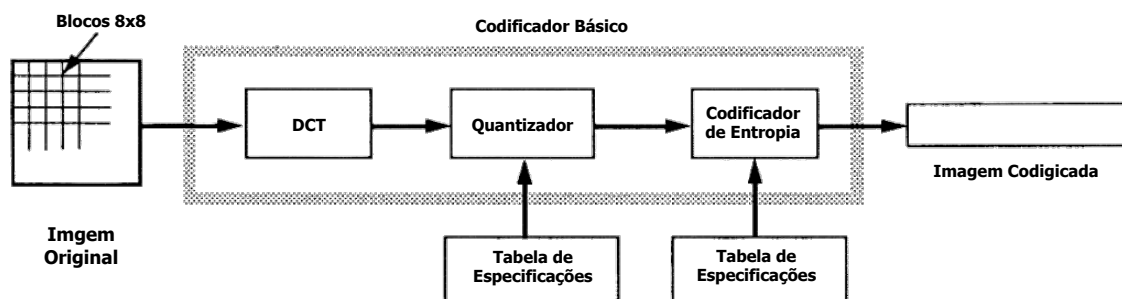 Blocos 8x8
Codificador Básico
DCT
Quantizador
Codificador
de Entropia
Imagem Codigicada
Imgem
Original
Tabela de
Especificações
Tabela de
Especificações